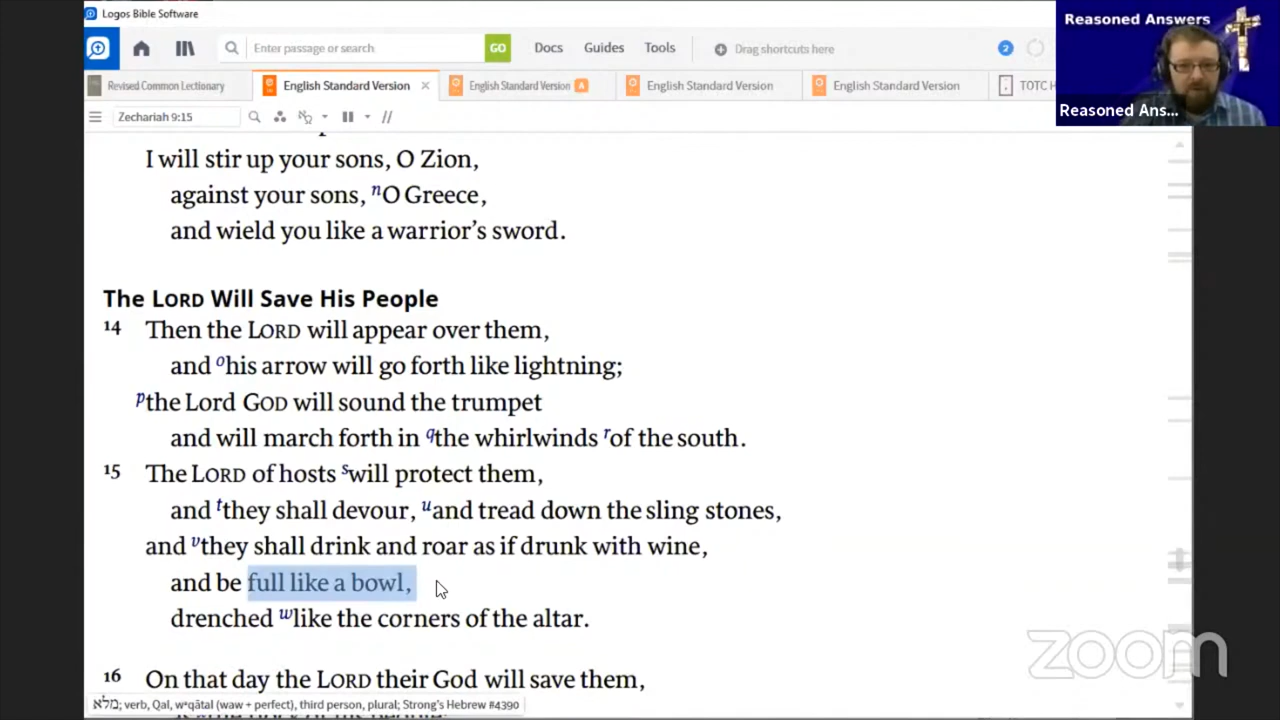 Logos Bible Software
Enter passage or search
GO
Docs
Guides
Tools
Drag shortcuts here
2
Reasoned Answers
Reasoned Ans...
Revised Common Lectionary
English Standard Version
English Standard Version A
English Standard Version
English Standard Version
TOTC
Zechariah 9:15
I will stir up your sons, O Zion,
against your sons, nO Greece,
and wield you like a warrior's sword.
The LORD Will Save His People
14 Then the LORD will appear over them,
and ohis arrow will go forth like lightning;
pthe Lord GOD will sound the trumpet
and will march forth in qthe whirlwinds rof the south.
15 The LORD of hosts swill protect them,
and tthey shall devour, uand tread down the sling stones,
and vthey shall drink and roar as if drunk with wine,
and be full like a bowl,
drenched wlike the corners of the altar.
16 On that day the LORD their God will save them,
מלא; verb, Qal, wᵉqātal (waw + perfect), third person, plural; Strong's Hebrew #4390
zoom